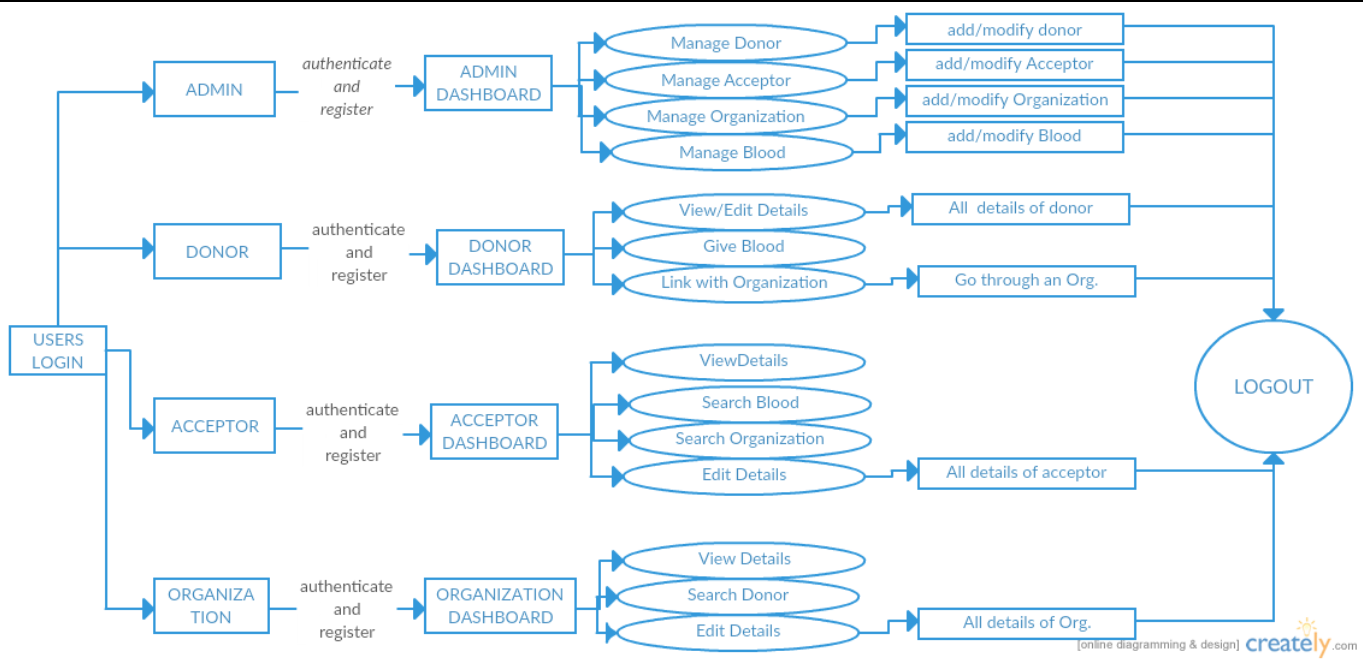 USERS
LOGIN
ADMIN
authenticate
and
register
ADMIN
DASHBOARD
Manage Donor
Manage Acceptor
Manage Organization
Manage Blood
add/modify donor
add/modify Acceptor
add/modify Organization
add/modify Blood
DONOR
authenticate
and
register
DONOR
DASHBOARD
View/Edit Details
Give Blood
Link with Organization
All details of donor
Go through an Org.
ACCEPTOR
authenticate
and
register
ACCEPTOR
DASHBOARD
ViewDetails
Search Blood
Search Organization
Edit Details
All details of acceptor
ORGANIZA
TION
authenticate
and
register
ORGANIZATION
DASHBOARD
View Details
Search Donor
Edit Details
All details of Org.
LOGOUT
[online diagramming & design] creately.com